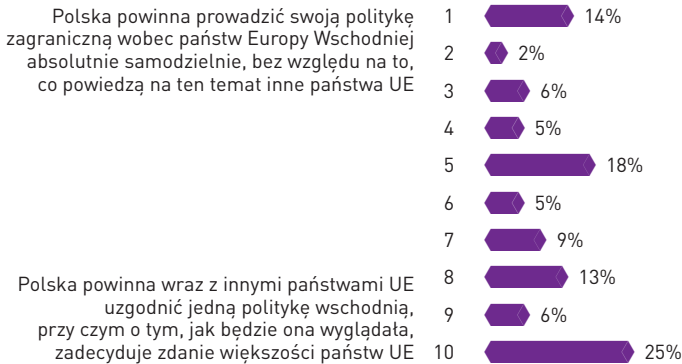 Polska powinna prowadzić swoją politykę
zagraniczną wobec państw Europy Wschodniej
absolutnie samodzielnie, bez względu na to,
co powiedzą na ten temat inne państwa UE
1 14%
2 2%
3 6%
4 5%
5 18%
6 5%
7 9%
8 13%
9 6%
10 25%
Polska powinna wraz z innymi państwami UE
uzgodnić jedną politykę wschodnią,
przy czym o tym, jak będzie ona wyglądała,
zadecyduje zdanie większości państw UE